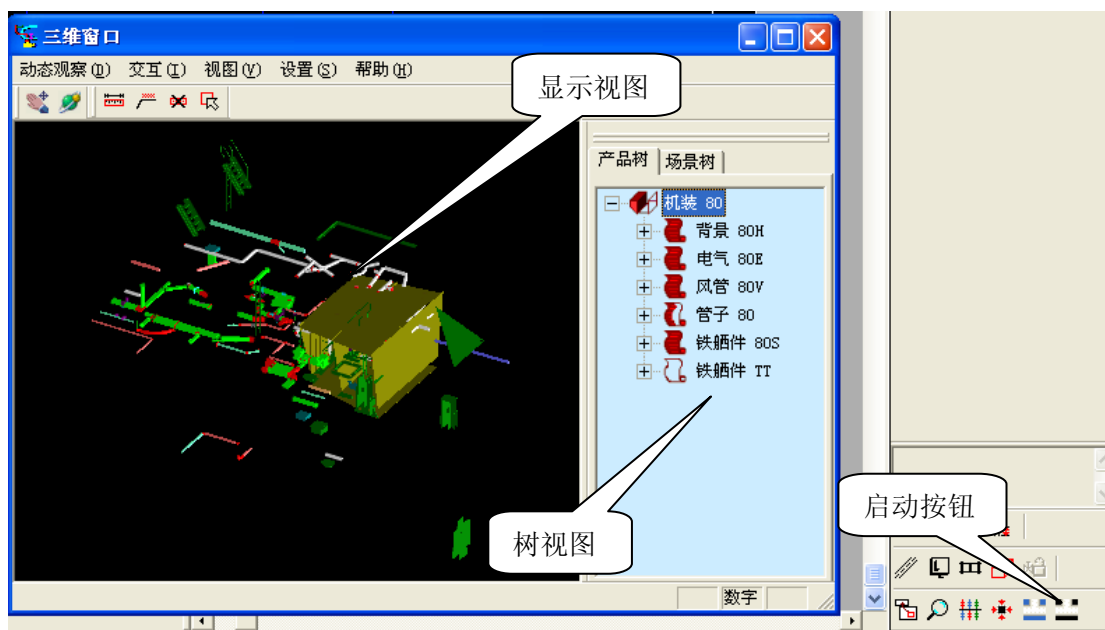 三维窗口
动态观察(D) 交互(I) 视图(V) 设置(S) 帮助(H)
显示视图
产品树 场景树
机装 80
背景 80H
电气 80E
风管 80V
管子 80
铁舾件 80S
铁舾件 TT
启动按钮
树视图
数字